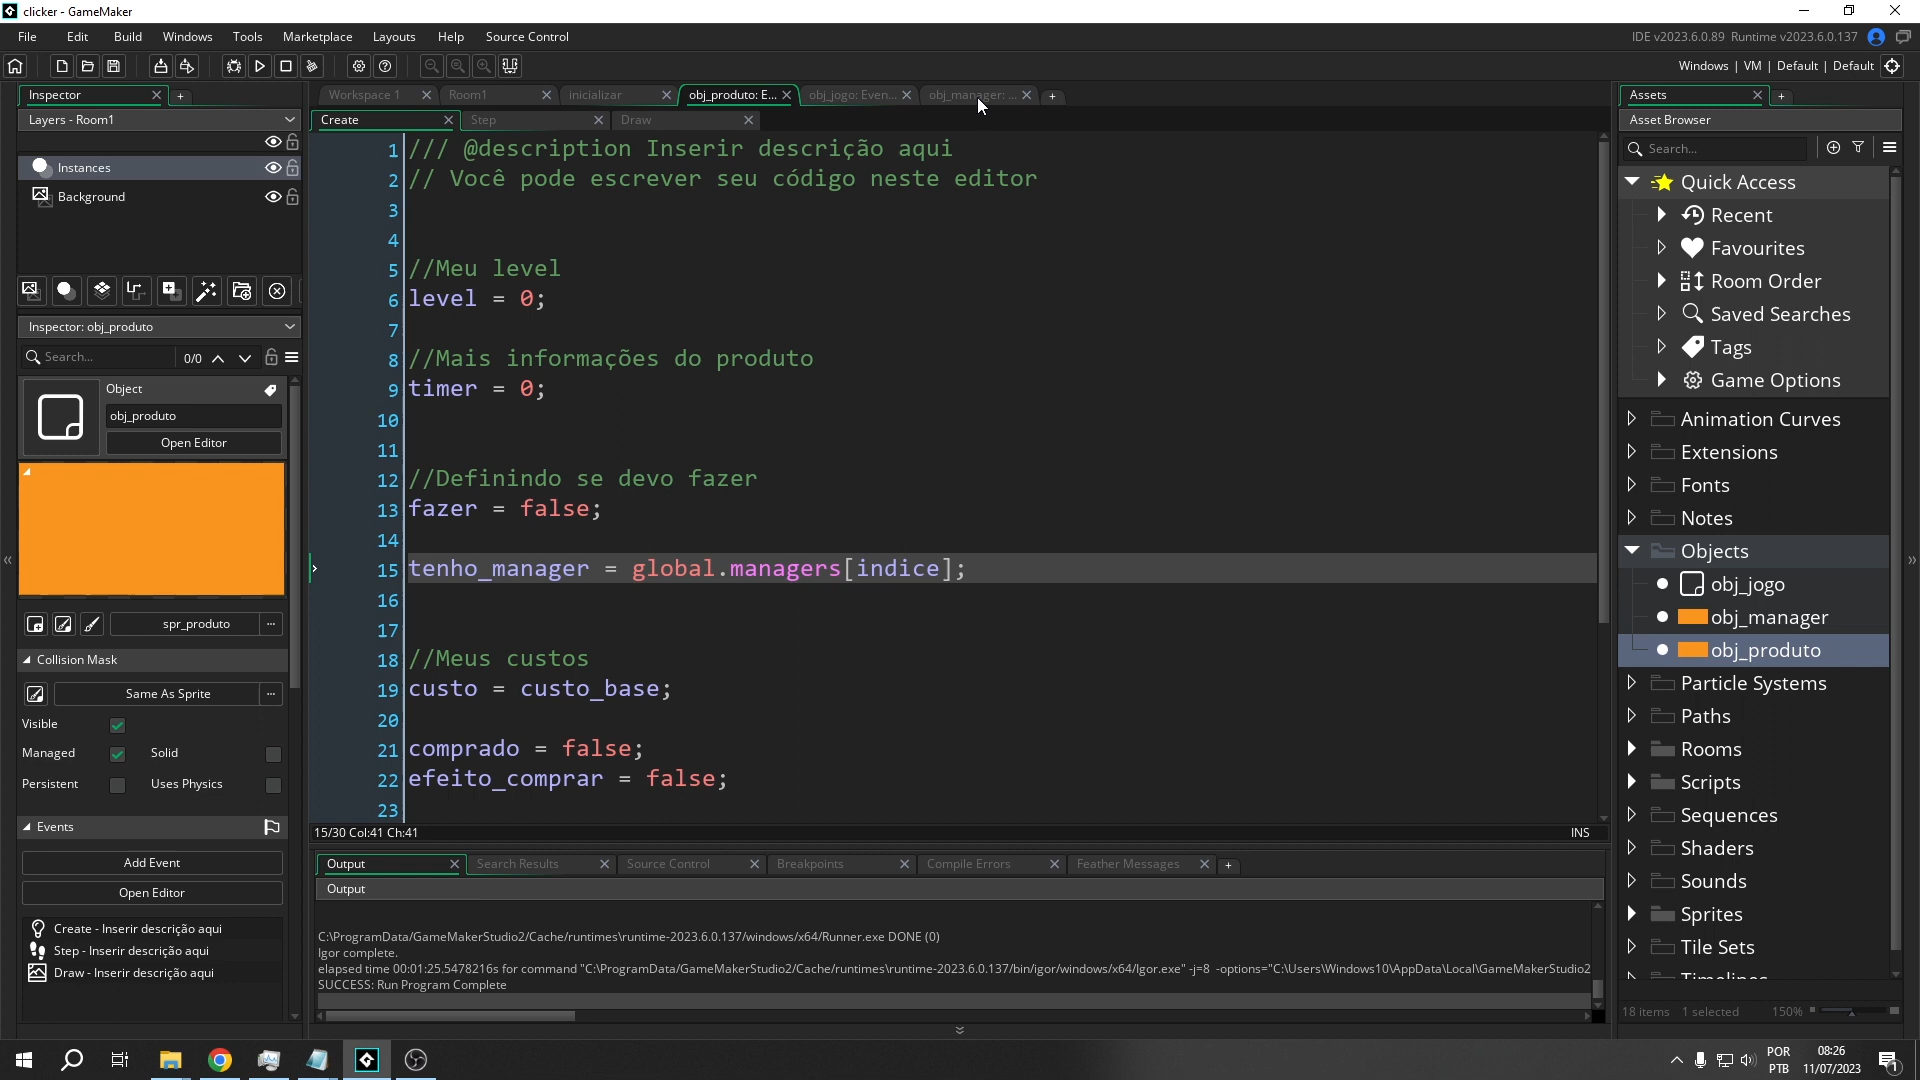 clicker - GameMaker
File Edit Build Windows Tools Marketplace Layouts Help Source Control
IDE v2023.6.0.89 Runtime v2023.6.0.137
Windows | VM | Default | Default
Inspector
Layers - Room1
Instances
Background
Inspector: obj_produto
Search...
0/0
Object
obj_produto
Open Editor
spr_produto
...
Collision Mask
Same As Sprite
...
Visible
Managed
Solid
Persistent
Uses Physics
Events
Add Event
Open Editor
Create - Inserir descrição aqui
Step - Inserir descrição aqui
Draw - Inserir descrição aqui
Workspace 1
Room1
inicializar
obj_produto: E...
obj_jogo: Even...
obj_manager: ...
Create
Step
Draw
1 /// @description Inserir descrição aqui
2 // Você pode escrever seu código neste editor
3
4
5 //Meu level
6 level = 0;
7
8 //Mais informações do produto
9 timer = 0;
10
11
12 //Definindo se devo fazer
13 fazer = false;
14
15 tenho_manager = global.managers[indice];
16
17
18 //Meus custos
19 custo = custo_base;
20
21 comprado = false;
22 efeito_comprar = false;
23
15/30 Col:41 Ch:41
INS
Output
Search Results
Source Control
Breakpoints
Compile Errors
Feather Messages
Output
C:\ProgramData/GameMakerStudio2/Cache/runtimes\runtime-2023.6.0.137/windows/x64/Runner.exe DONE (0)
Igor complete.
elapsed time 00:01:25.5478216s for command "C:\ProgramData/GameMakerStudio2/Cache/runtimes\runtime-2023.6.0.137/bin/igor/windows/x64/Igor.exe" -j=8 -options="C:\Users\Windows10\AppData\Local\GameMakerStudio2
SUCCESS: Run Program Complete
Assets
Asset Browser
Search...
Quick Access
Recent
Favourites
Room Order
Saved Searches
Tags
Game Options
Animation Curves
Extensions
Fonts
Notes
Objects
obj_jogo
obj_manager
obj_produto
Particle Systems
Paths
Rooms
Scripts
Sequences
Shaders
Sounds
Sprites
Tile Sets
Timelines
18 items 1 selected
150%
POR
PTB
08:26
11/07/2023
1